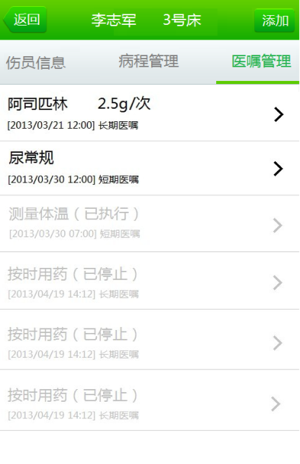 返回 李志军 3号床 添加
伤员信息 病程管理 医嘱管理
阿司匹林 2.5g/次
[2013/03/21 12:00] 长期医嘱
尿常规
[2013/03/30 12:00] 短期医嘱
测量体温（已执行）
[2013/03/30 07:00] 短期医嘱
按时用药（已停止）
[2013/04/19 14:12] 长期医嘱
按时用药（已停止）
[2013/04/19 14:12] 长期医嘱
按时用药（已停止）
[2013/04/19 14:12] 长期医嘱